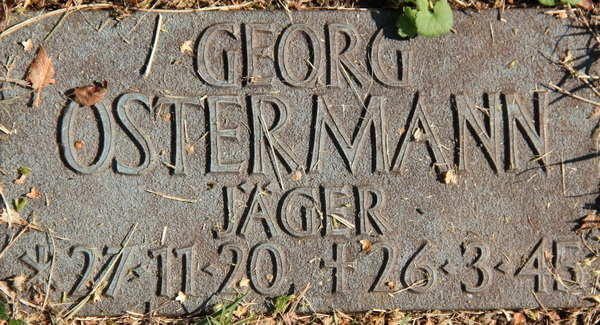 GEORG
OSTERMANN
JÄGER
* 27·11·20 † 26·3·45